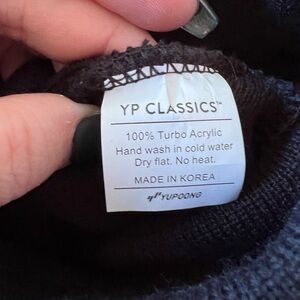 YP CLASSICS™
100% Turbo Acrylic
Hand wash in cold water
Dry flat. No heat.
MADE IN KOREA
YUPOONG